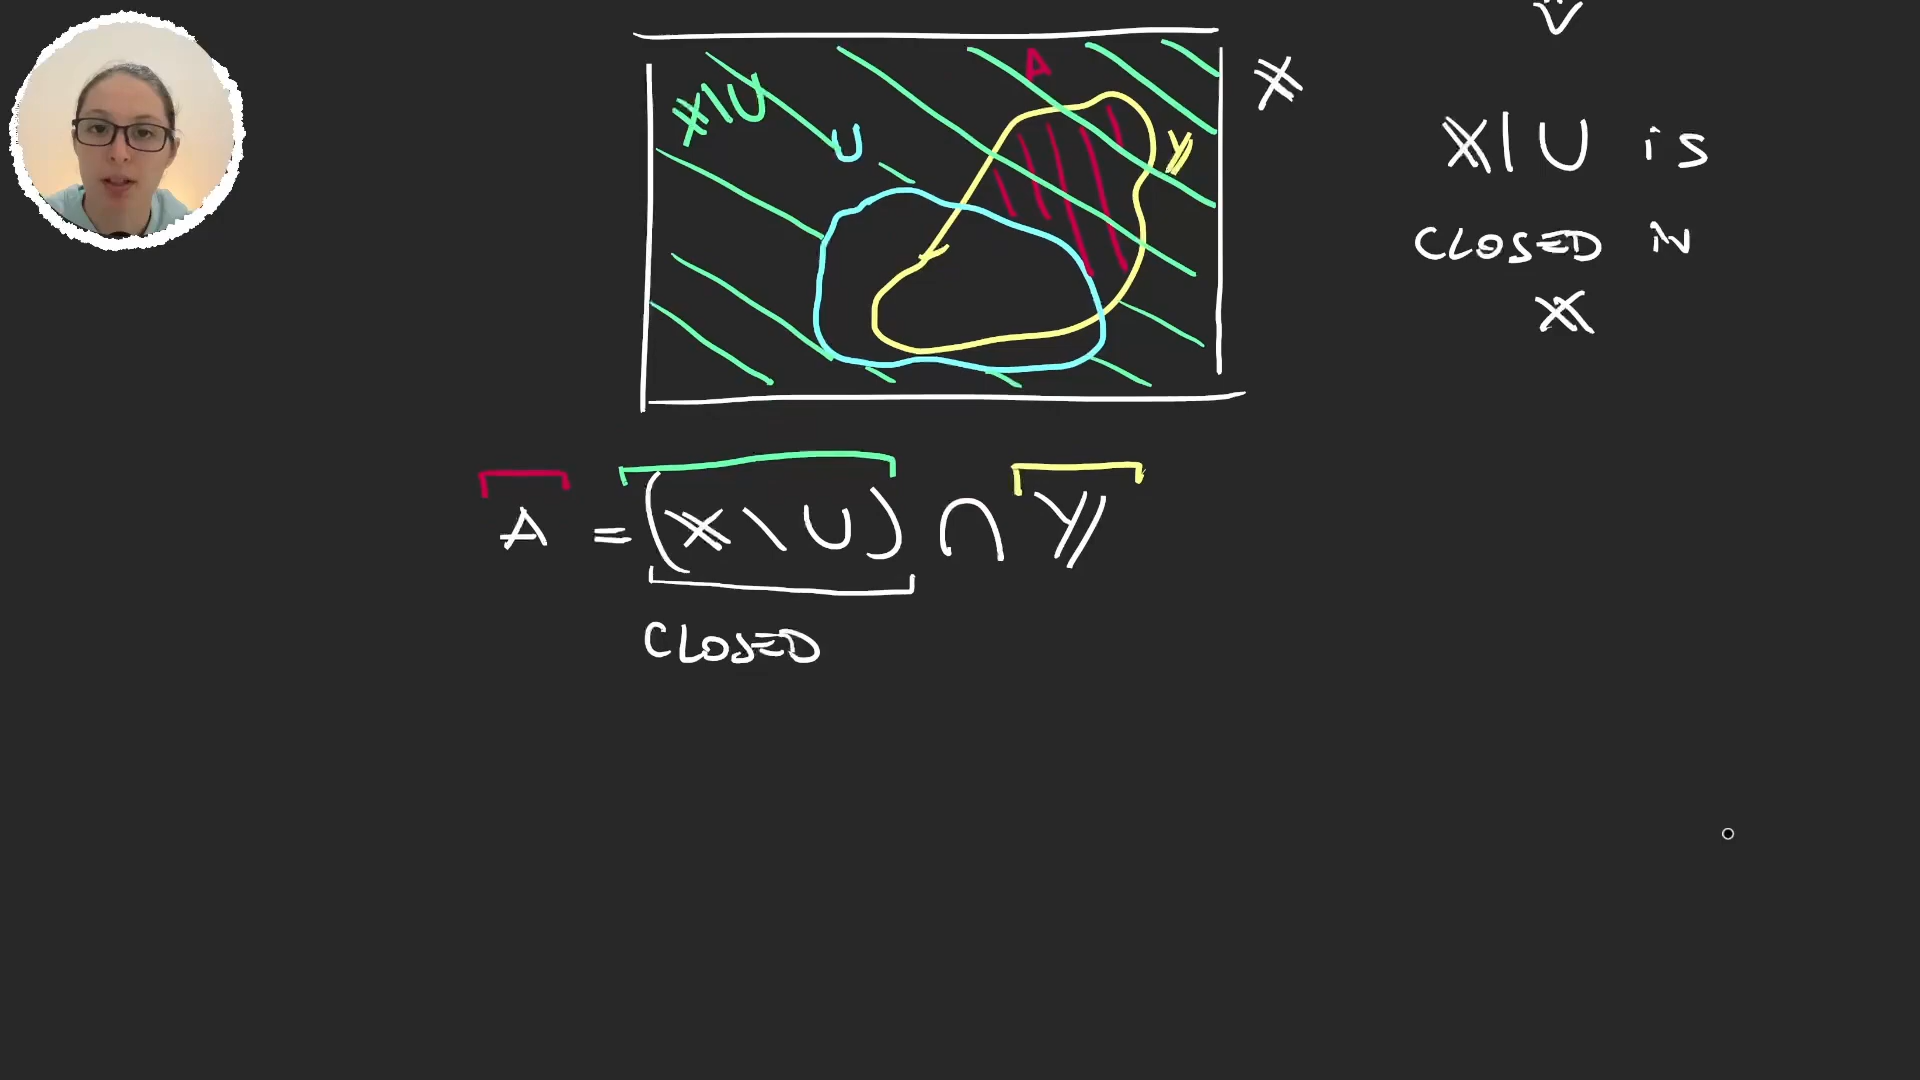 V
A
X
X\U
U
Y
X\U is
CLOSED IN
X
A = (X \ U) ∩ Y
CLOSED